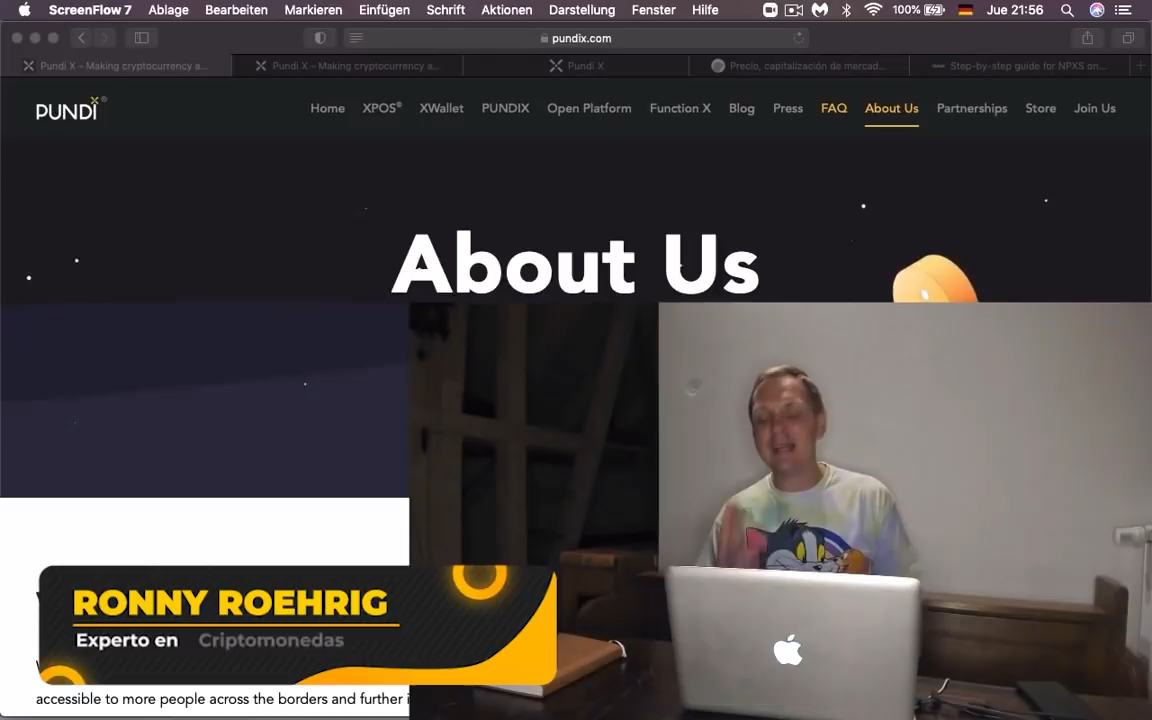 ScreenFlow 7 Ablage Bearbeiten Markieren Einfügen Schrift Aktionen Darstellung Fenster Hilfe 100% Jue 21:56
pundix.com
Pundi X – Making cryptocurrency a... Pundi X – Making cryptocurrency a... Pundi X Precio, capitalización de mercad... Step-by-step guide for NPXS on...
PUNDI X® Home XPOS® XWallet PUNDIX Open Platform Function X Blog Press FAQ About Us Partnerships Store Join Us
About Us
RONNY ROEHRIG
Experto en Criptomonedas
accessible to more people across the borders and further i